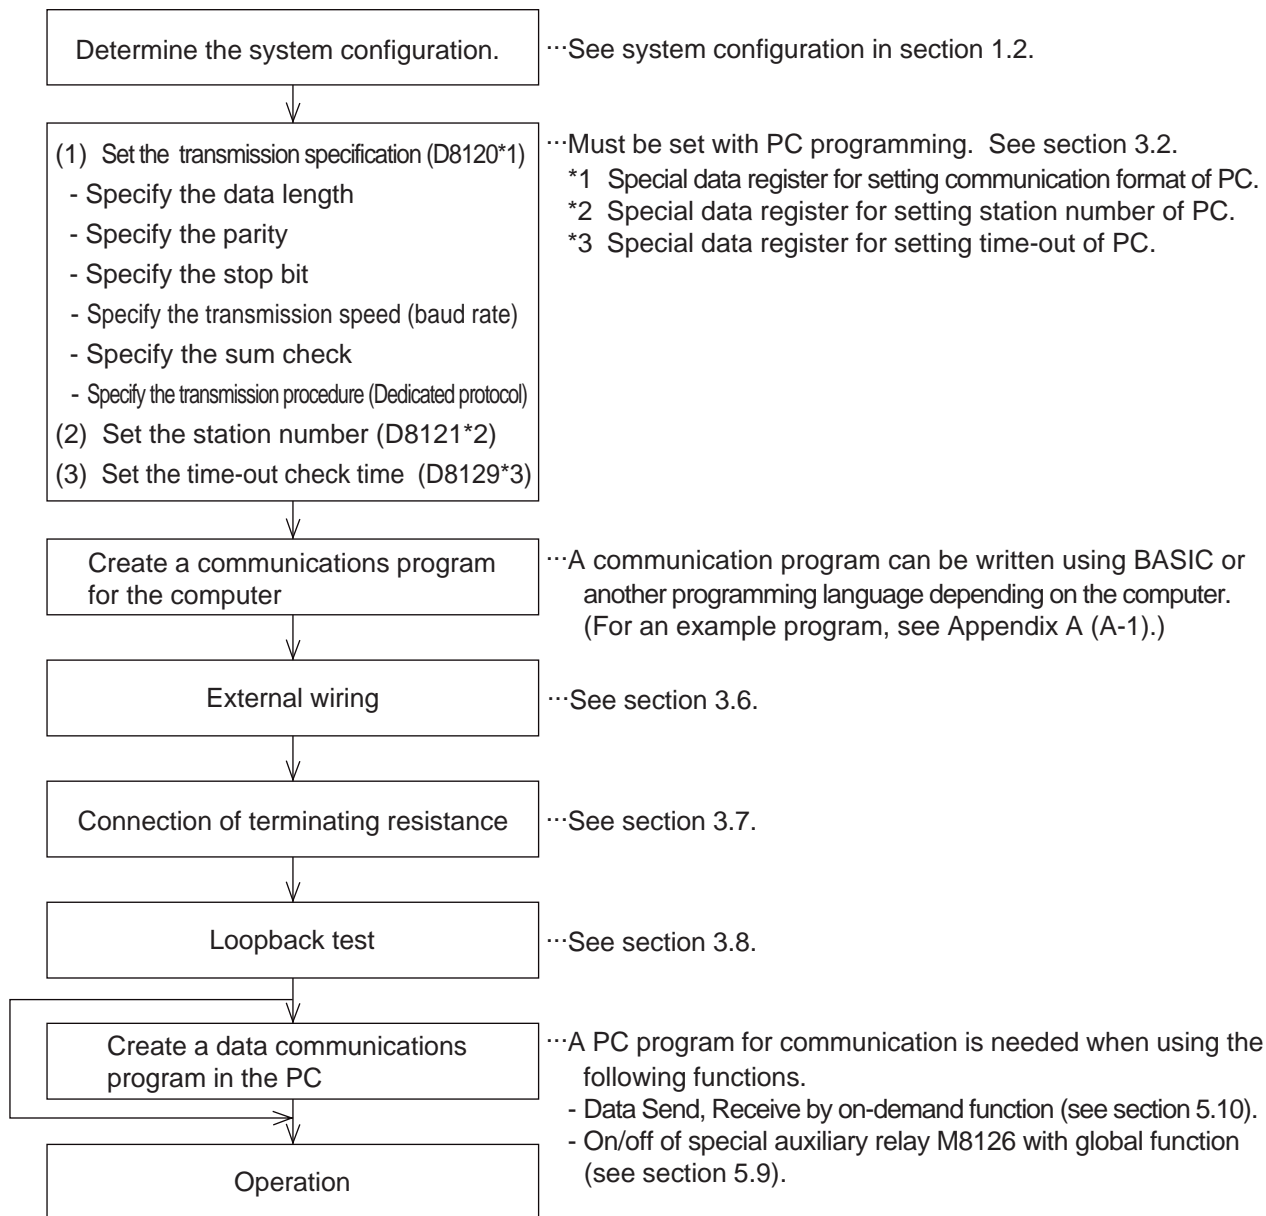 Determine the system configuration.
···See system configuration in section 1.2.
(1) Set the transmission specification (D8120*1)
- Specify the data length
- Specify the parity
- Specify the stop bit
- Specify the transmission speed (baud rate)
- Specify the sum check
- Specify the transmission procedure (Dedicated protocol)
(2) Set the station number (D8121*2)
(3) Set the time-out check time (D8129*3)
···Must be set with PC programming. See section 3.2.
*1 Special data register for setting communication format of PC.
*2 Special data register for setting station number of PC.
*3 Special data register for setting time-out of PC.
Create a communications program
for the computer
···A communication program can be written using BASIC or
another programming language depending on the computer.
(For an example program, see Appendix A (A-1).)
External wiring
···See section 3.6.
Connection of terminating resistance
···See section 3.7.
Loopback test
···See section 3.8.
Create a data communications
program in the PC
···A PC program for communication is needed when using the
following functions.
- Data Send, Receive by on-demand function (see section 5.10).
- On/off of special auxiliary relay M8126 with global function
(see section 5.9).
Operation